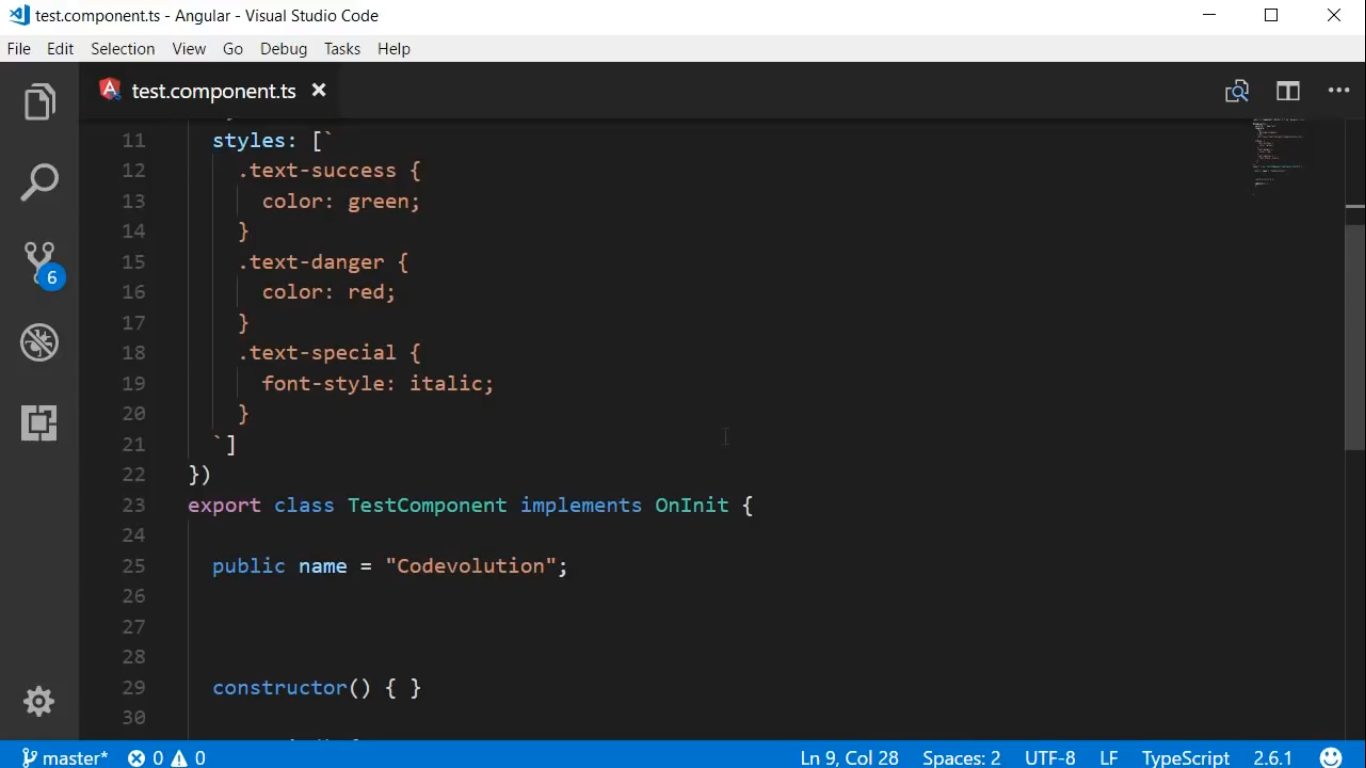 test.component.ts - Angular - Visual Studio Code
File Edit Selection View Go Debug Tasks Help
test.component.ts
11 styles: [`
12 .text-success {
13 color: green;
14 }
15 .text-danger {
16 color: red;
17 }
18 .text-special {
19 font-style: italic;
20 }
21 `]
22 })
23 export class TestComponent implements OnInit {
24
25 public name = "Codevolution";
26
27
28
29 constructor() { }
30
6
master* 0 0 Ln 9, Col 28 Spaces: 2 UTF-8 LF TypeScript 2.6.1